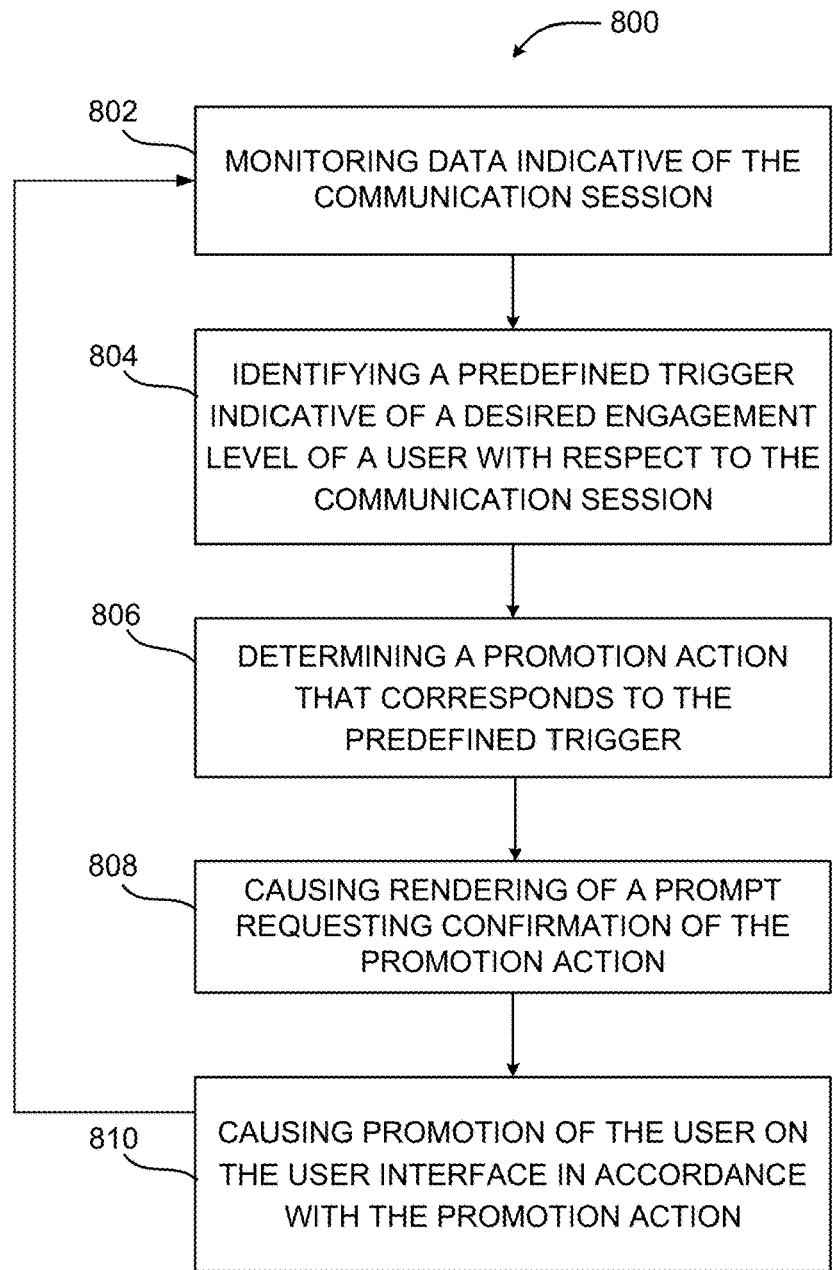 800
802
MONITORING DATA INDICATIVE OF THE
COMMUNICATION SESSION
804
IDENTIFYING A PREDEFINED TRIGGER
INDICATIVE OF A DESIRED ENGAGEMENT
LEVEL OF A USER WITH RESPECT TO THE
COMMUNICATION SESSION
806
DETERMINING A PROMOTION ACTION
THAT CORRESPONDS TO THE
PREDEFINED TRIGGER
808
CAUSING RENDERING OF A PROMPT
REQUESTING CONFIRMATION OF THE
PROMOTION ACTION
810
CAUSING PROMOTION OF THE USER ON
THE USER INTERFACE IN ACCORDANCE
WITH THE PROMOTION ACTION